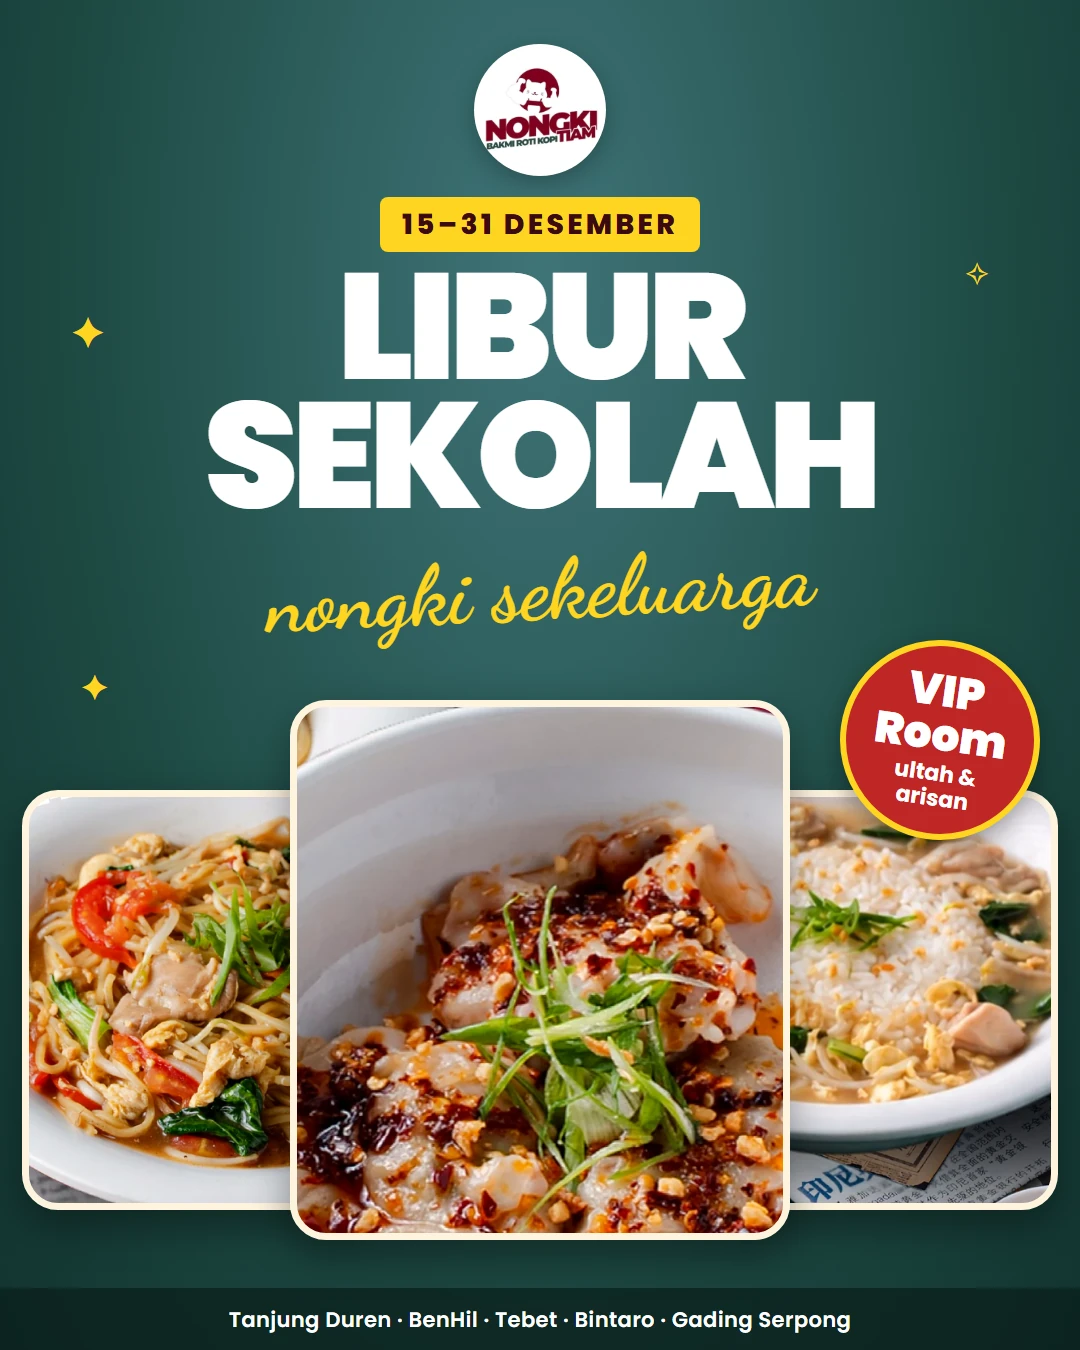 NONGKI
TIAM
BAKMI ROTI KOPI
15–31 DESEMBER
LIBUR
SEKOLAH
nongki sekeluarga
VIP
Room
ultah &
arisan
Tanjung Duren · BenHil · Tebet · Bintaro · Gading Serpong